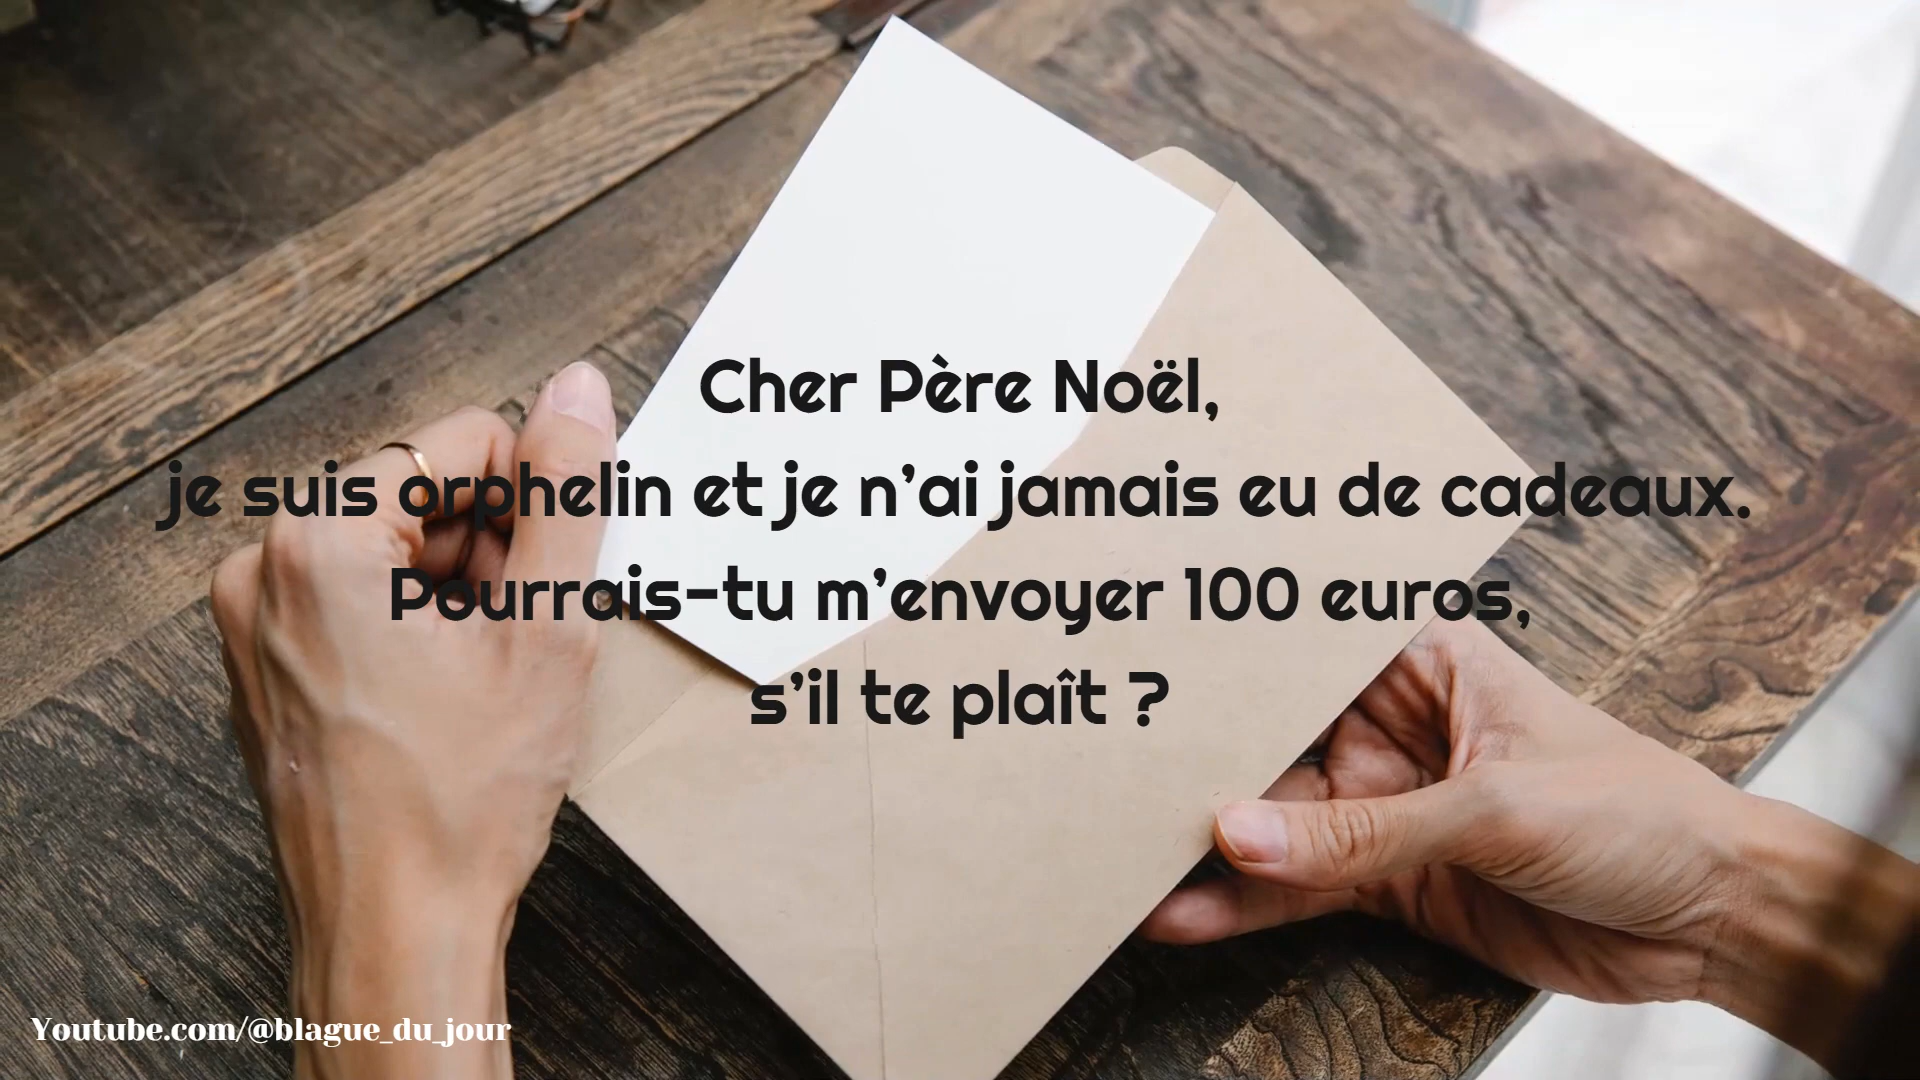 Cher Père Noël,
je suis orphelin et je n’ai jamais eu de cadeaux.
Pourrais-tu m’envoyer 100 euros,
s’il te plaît ?
Youtube.com/@blague_du_jour